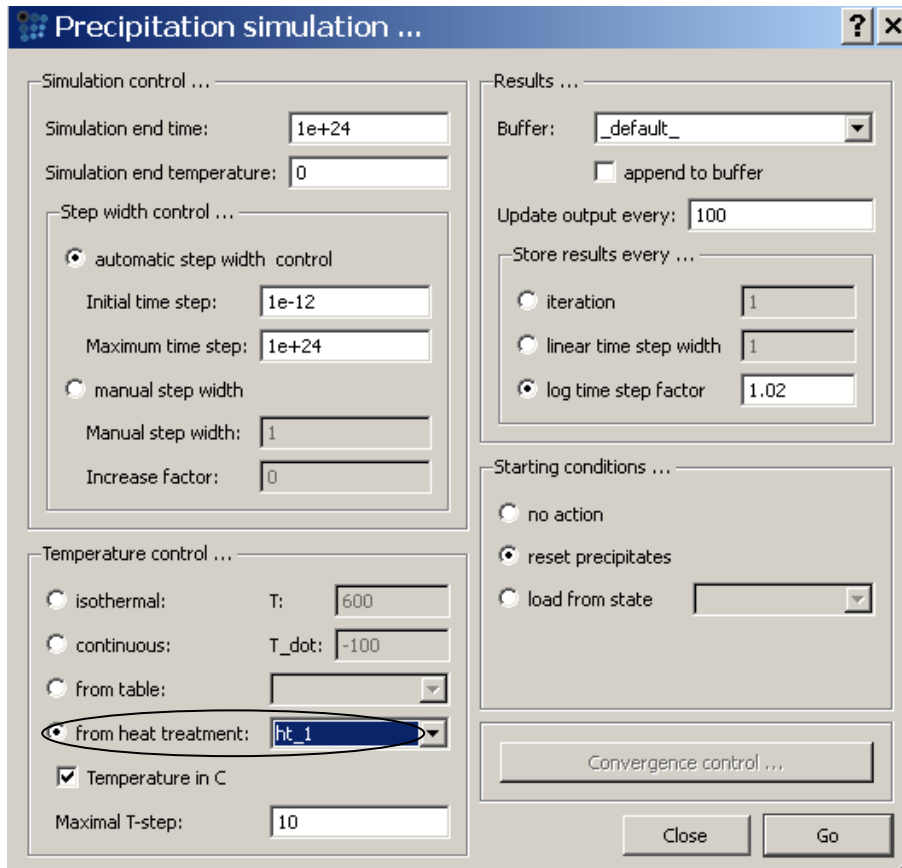 Precipitation simulation ...
Simulation control ...
Simulation end time: 1e+24
Simulation end temperature: 0
Step width control ...
automatic step width control
Initial time step: 1e-12
Maximum time step: 1e+24
manual step width
Manual step width: 1
Increase factor: 0
Temperature control ...
isothermal: T: 600
continuous: T_dot: -100
from table:
from heat treatment: ht_1
Temperature in C
Maximal T-step: 10
Results ...
Buffer: _default_
append to buffer
Update output every: 100
Store results every ...
iteration 1
linear time step width 1
log time step factor 1.02
Starting conditions ...
no action
reset precipitates
load from state
Convergence control ...
Close Go